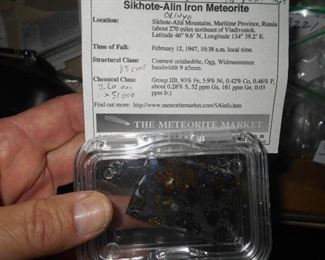 Sikhote-Alin Iron Meteorite
Location: Sikhote-Alin Mountains, Maritime Province, Russia
(about 270 miles northeast of Vladivostok.
Latitude 46° 9.6' N, Longitude 134° 39.2' E.
Time of Fall: February 12, 1947, 10:38 a.m. local time.
Structural Class: Coarsest octahedrite, Ogg, Widmanstatten
bandwidth 9 ±5mm.
Chemical Class: Group IIB, 93% Fe, 5.9% Ni, 0.42% Co, 0.46% P,
about 0.28% S, 52 ppm Ga, 161 ppm Ge, 0.03
ppm Ir.)
Find out more: http://www.meteoritemarket.com/SAinfo.htm
THE METEORITE MARKET